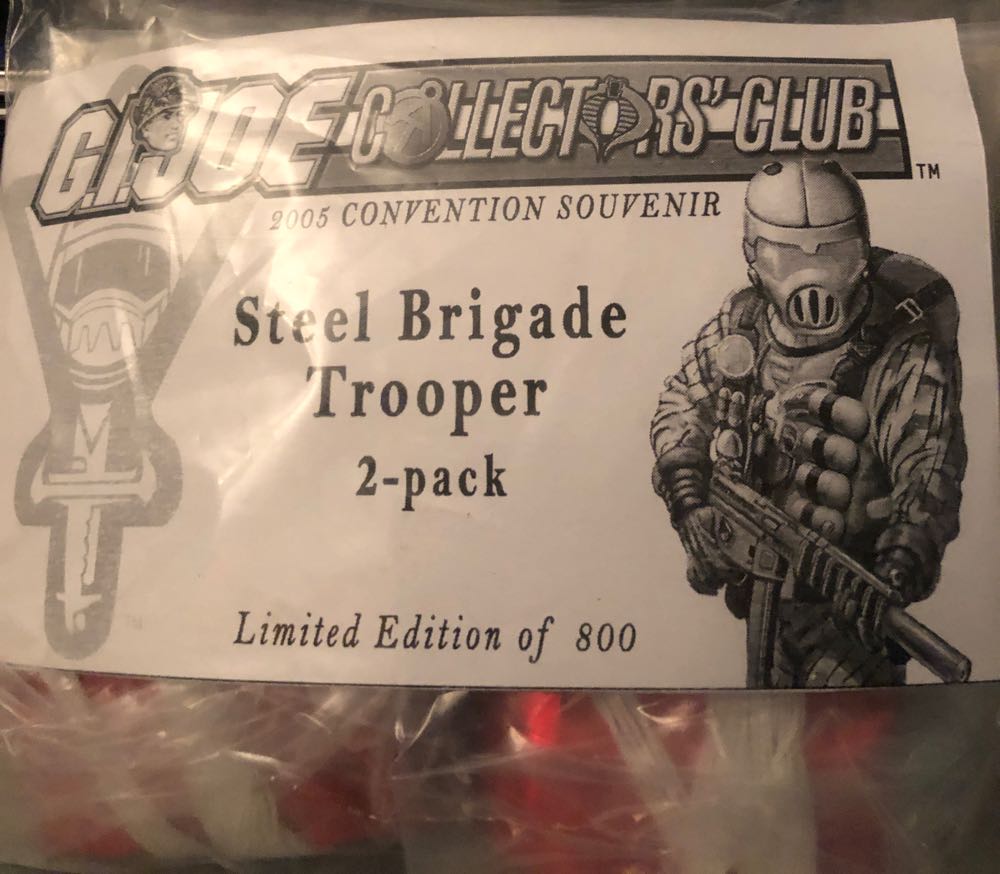 G.I. JOE COLLECTORS' CLUB TM
2005 CONVENTION SOUVENIR
Steel Brigade
Trooper
2-pack
Limited Edition of 800